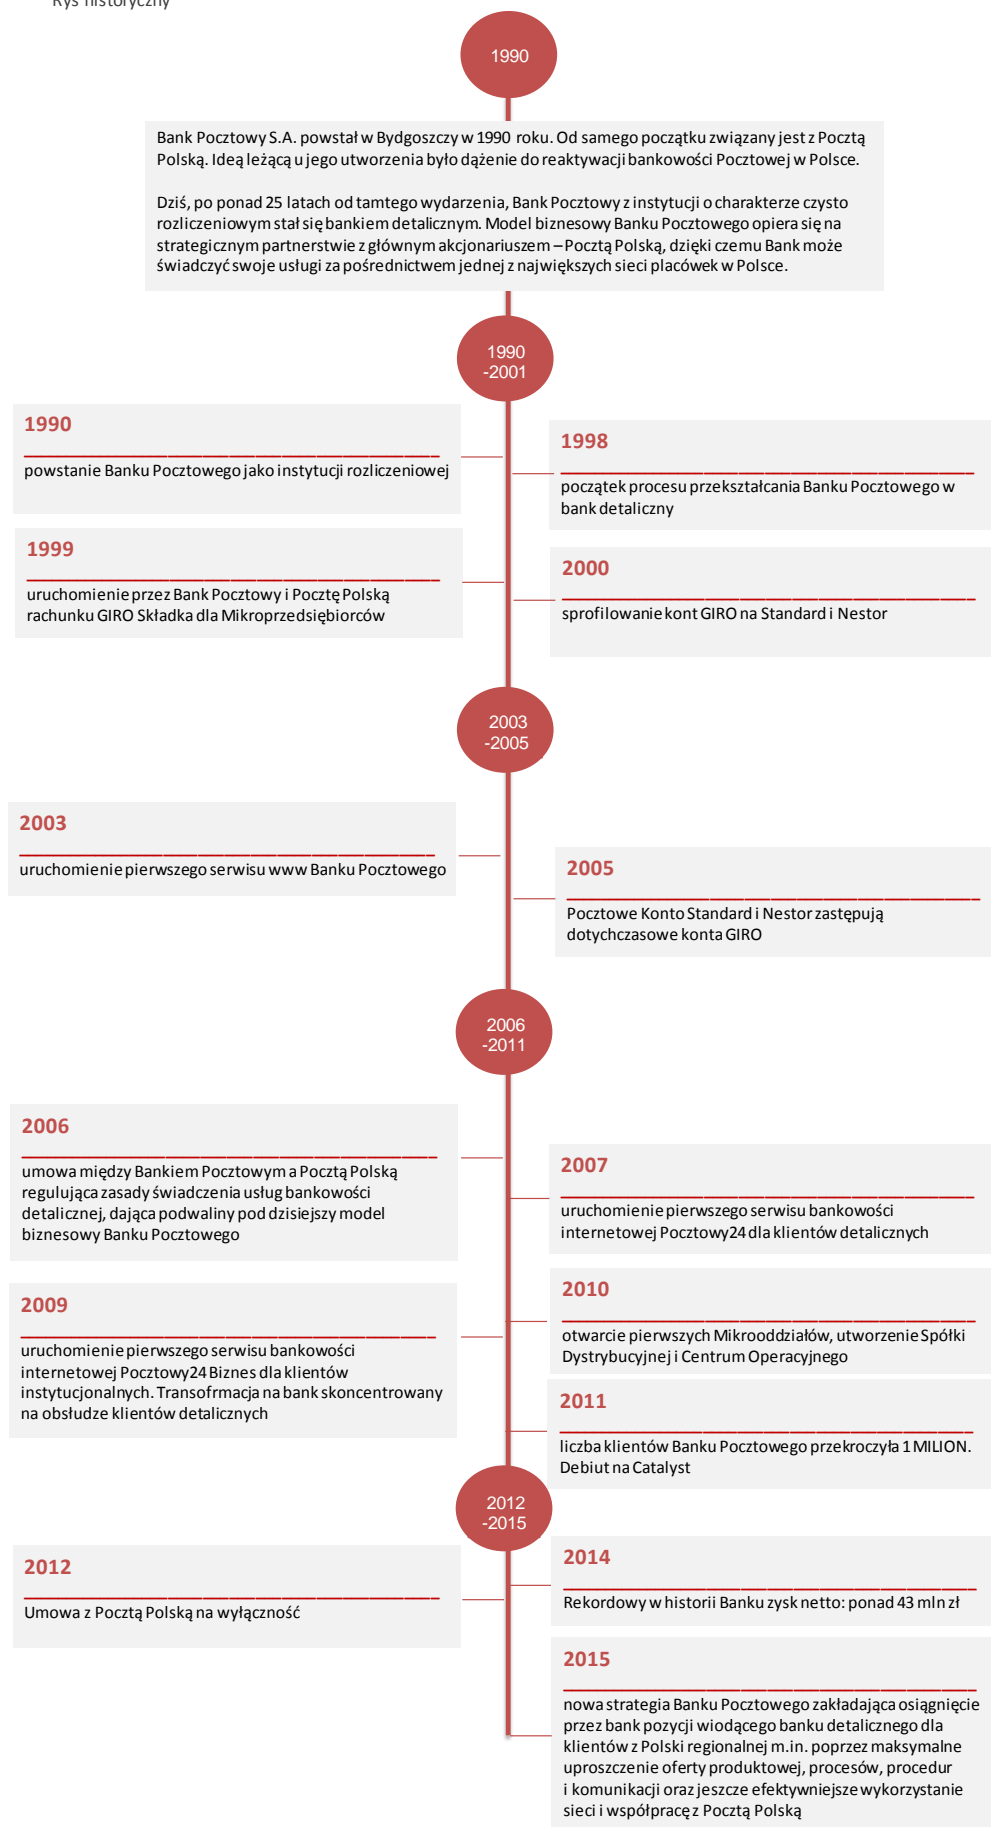 Rys historyczny
1990
Bank Pocztowy S.A. powstał w Bydgoszczy w 1990 roku. Od samego początku związany jest z Pocztą
Polską. Ideą leżącą u jego utworzenia było dążenie do reaktywacji bankowości Pocztowej w Polsce.
Dziś, po ponad 25 latach od tamtego wydarzenia, Bank Pocztowy z instytucji o charakterze czysto
rozliczeniowym stał się bankiem detalicznym. Model biznesowy Banku Pocztowego opiera się na
strategicznym partnerstwie z głównym akcjonariuszem – Pocztą Polską, dzięki czemu Bank może
świadczyć swoje usługi za pośrednictwem jednej z największych sieci placówek w Polsce.
1990
-2001
1990
powstanie Banku Pocztowego jako instytucji rozliczeniowej
1998
początek procesu przekształcania Banku Pocztowego w
bank detaliczny
1999
uruchomienie przez Bank Pocztowy i Pocztę Polską
rachunku GIRO Składka dla Mikroprzedsiębiorców
2000
sprofilowanie kont GIRO na Standard i Nestor
2003
-2005
2003
uruchomienie pierwszego serwisu www Banku Pocztowego
2005
Pocztowe Konto Standard i Nestor zastępują
dotychczasowe konta GIRO
2006
-2011
2006
umowa między Bankiem Pocztowym a Pocztą Polską
regulująca zasady świadczenia usług bankowości
detalicznej, dająca podwaliny pod dzisiejszy model
biznesowy Banku Pocztowego
2007
uruchomienie pierwszego serwisu bankowości
internetowej Pocztowy24 dla klientów detalicznych
2009
uruchomienie pierwszego serwisu bankowości
internetowej Pocztowy24 Biznes dla klientów
instytucjonalnych. Transofrmacja na bank skoncentrowany
na obsłudze klientów detalicznych
2010
otwarcie pierwszych Mikrooddziałów, utworzenie Spółki
Dystrybucyjnej i Centrum Operacyjnego
2011
liczba klientów Banku Pocztowego przekroczyła 1 MILION.
Debiut na Catalyst
2012
-2015
2012
Umowa z Pocztą Polską na wyłączność
2014
Rekordowy w historii Banku zysk netto: ponad 43 mln zł
2015
nowa strategia Banku Pocztowego zakładająca osiągnięcie
przez bank pozycji wiodącego banku detalicznego dla
klientów z Polski regionalnej m.in. poprzez maksymalne
uproszczenie oferty produktowej, procesów, procedur
i komunikacji oraz jeszcze efektywniejsze wykorzystanie
sieci i współpracę z Pocztą Polską